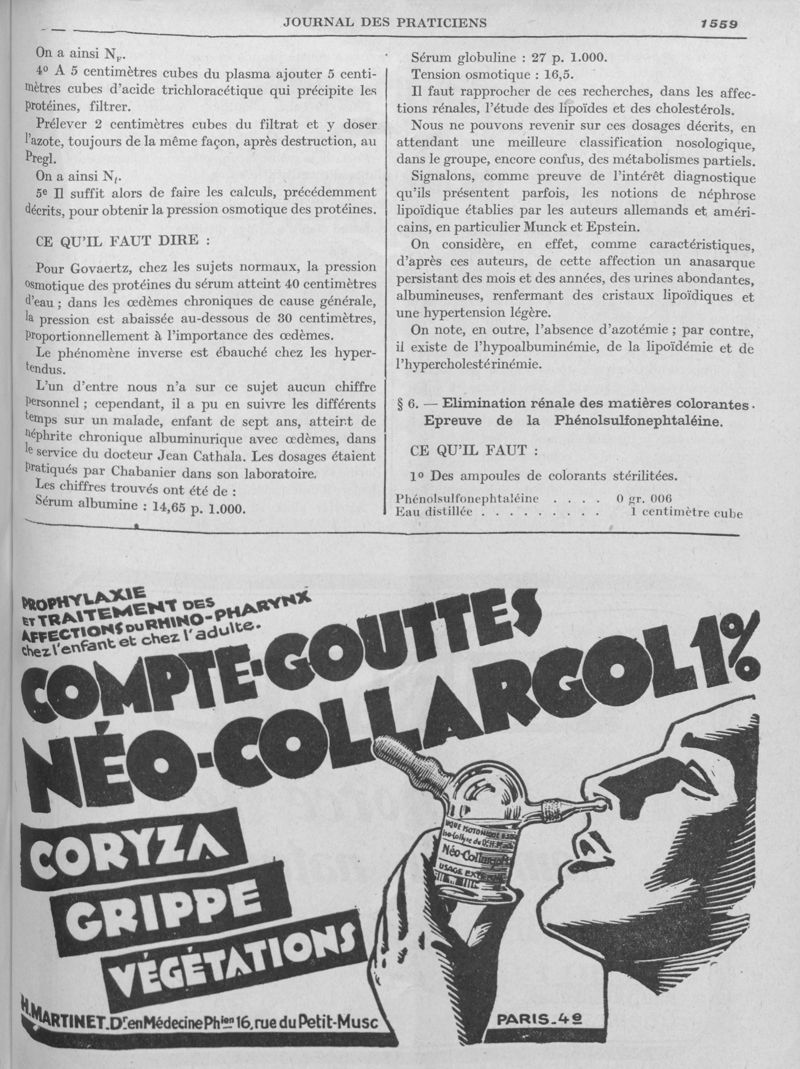 JOURNAL DES PRATICIENS 1559
On a ainsi Nₚ.
4º A 5 centimètres cubes du plasma ajouter 5 centi-
mètres cubes d'acide trichloracétique qui précipite les
protéines, filtrer.
Prélever 2 centimètres cubes du filtrat et y doser
l'azote, toujours de la même façon, après destruction, au
Pregl.
On a ainsi Nₜ.
5º Il suffit alors de faire les calculs, précédemment
décrits, pour obtenir la pression osmotique des protéines.
CE QU'IL FAUT DIRE :
Pour Govaertz, chez les sujets normaux, la pression
osmotique des protéines du sérum atteint 40 centimètres
d'eau ; dans les œdèmes chroniques de cause générale,
la pression est abaissée au-dessous de 30 centimètres,
proportionnellement à l'importance des œdèmes.
Le phénomène inverse est ébauché chez les hyper-
tendus.
L'un d'entre nous n'a sur ce sujet aucun chiffre
personnel ; cependant, il a pu en suivre les différents
temps sur un malade, enfant de sept ans, atteint de
néphrite chronique albuminurique avec œdèmes, dans
le service du docteur Jean Cathala. Les dosages étaient
pratiqués par Chabanier dans son laboratoire.
Les chiffres trouvés ont été de :
Sérum albumine : 14,65 p. 1.000.
Sérum globuline : 27 p. 1.000.
Tension osmotique : 16,5.
Il faut rapprocher de ces recherches, dans les affec-
tions rénales, l'étude des lipoïdes et des cholestérols.
Nous ne pouvons revenir sur ces dosages décrits, en
attendant une meilleure classification nosologique,
dans le groupe, encore confus, des métabolismes partiels.
Signalons, comme preuve de l'intérêt diagnostique
qu'ils présentent parfois, les notions de néphrose
lipoïdique établies par les auteurs allemands et améri-
cains, en particulier Munck et Epstein.
On considère, en effet, comme caractéristiques,
d'après ces auteurs, de cette affection un anasarque
persistant des mois et des années, des urines abondantes,
albumineuses, renfermant des cristaux lipoïdiques et
une hypertension légère.
On note, en outre, l'absence d'azotémie ; par contre,
il existe de l'hypoalbuminémie, de la lipoïdémie et de
l'hypercholestérinémie.
§ 6. — Elimination rénale des matières colorantes.
Epreuve de la Phénolsulfonephtaléine.
CE QU'IL FAUT :
1º Des ampoules de colorants stérilitées.
Phénolsulfonephtaléine . . . . 0 gr. 006
Eau distillée . . . . . . . . . 1 centimètre cube
PROPHYLAXIE
ET TRAITEMENT DES
AFFECTIONS DU RHINO-PHARYNX
chez l'enfant et chez l'adulte.
COMPTE-GOUTTES
NÉO-COLLARGOL 1%
Néo-Collargol
USAGE EXTERNE
CORYZA
GRIPPE
VÉGÉTATIONS
H. MARTINET. Dr en Médecine Phien 16, rue du Petit-Musc PARIS_4e